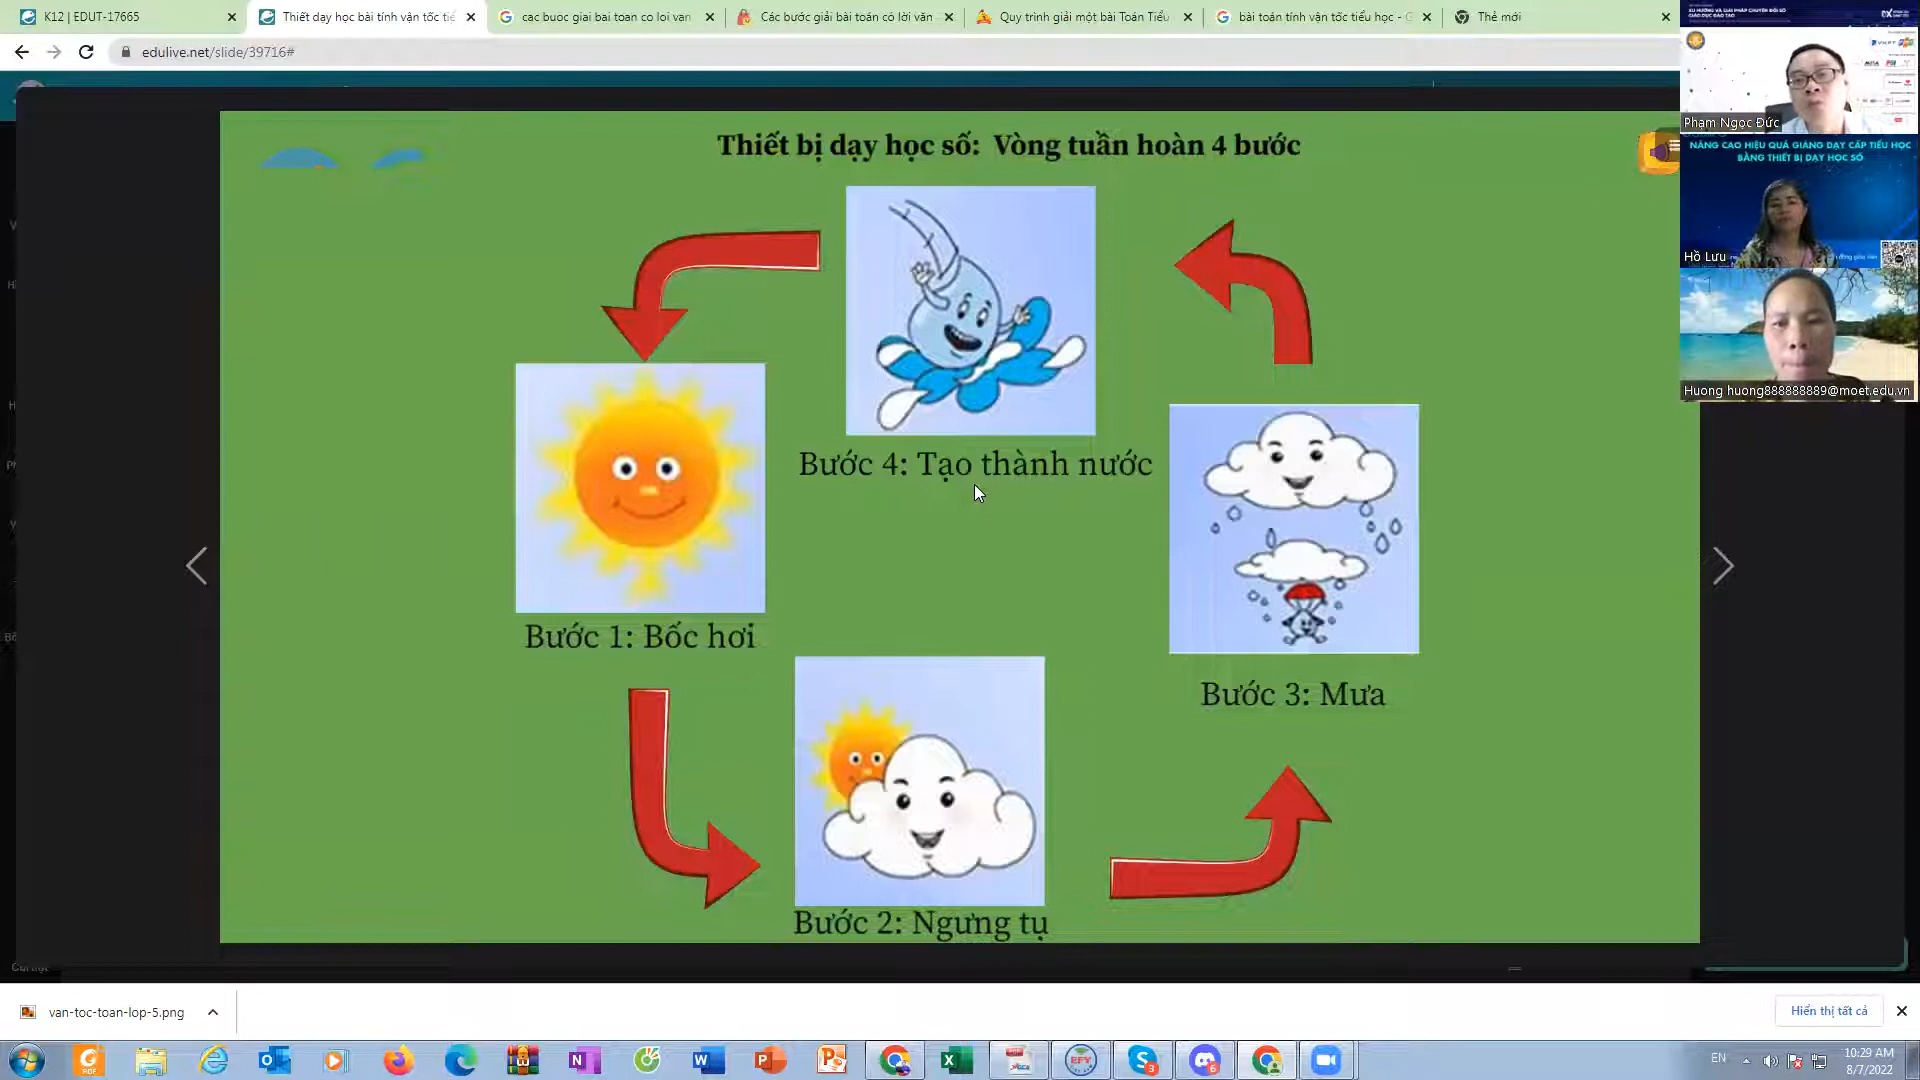 K12 | EDUT-17665
Thiết dạy học bài tính vận tốc tiế
cac buoc giai bai toan co loi van
Các bước giải bài toán có lời văn
Quy trình giải một bài Toán Tiểu
bài toán tính vận tốc tiểu học - G
Thẻ mới
edulive.net/slide/39716#
Thiết bị dạy học số: Vòng tuần hoàn 4 bước
Bước 4: Tạo thành nước
Bước 1: Bốc hơi
Bước 3: Mưa
Bước 2: Ngưng tụ
Phạm Ngọc Đức
NÂNG CAO HIỆU QUẢ GIẢNG DẠY CẤP TIỂU HỌC
BẰNG THIẾT BỊ DẠY HỌC SỐ
Hồ Lưu
Huong huong888888889@moet.edu.vn
van-toc-toan-lop-5.png
Hiển thị tất cả
EN
10:29 AM
8/7/2022